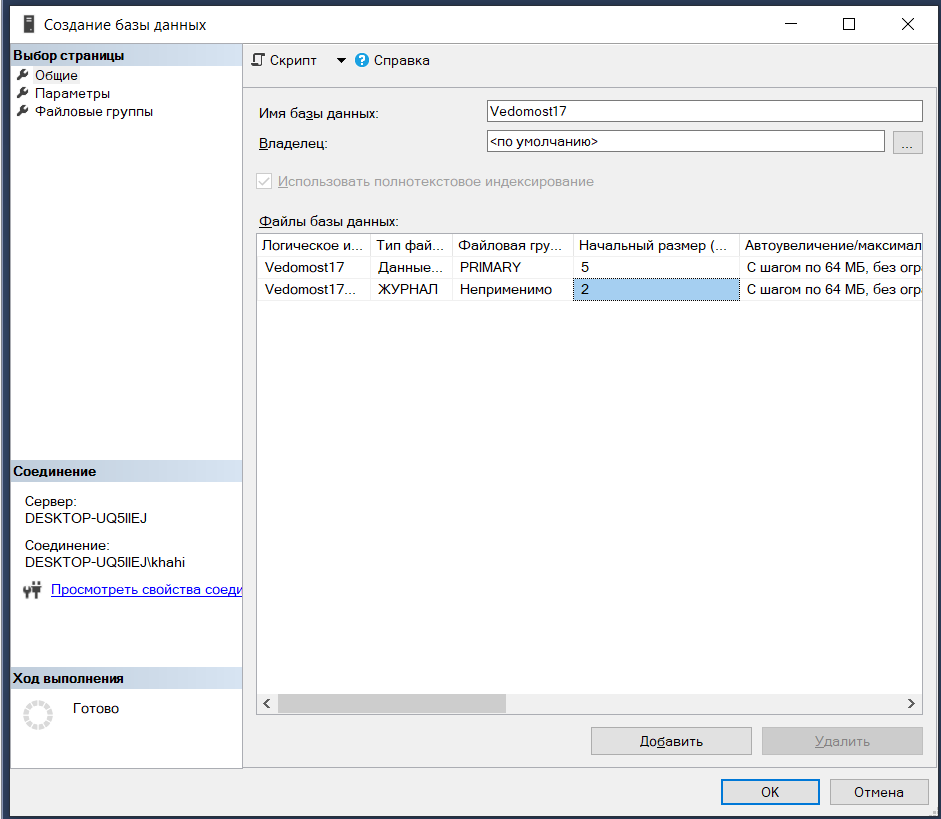 Создание базы данных
Выбор страницы
Общие
Параметры
Файловые группы
Скрипт
Справка
Имя базы данных: Vedomost17
Владелец: <по умолчанию> ...
Использовать полнотекстовое индексирование
Файлы базы данных:
Логическое и... Тип фай... Файловая гру... Начальный размер (... Автоувеличение/максимал
Vedomost17 Данные... PRIMARY 5 С шагом по 64 МБ, без огр
Vedomost17... ЖУРНАЛ Неприменимо 2 С шагом по 64 МБ, без огр
Соединение
Сервер:
DESKTOP-UQ5IIEJ
Соединение:
DESKTOP-UQ5IIEJ\khahi
Просмотреть свойства соеди
Ход выполнения
Готово
Добавить Удалить
OK Отмена